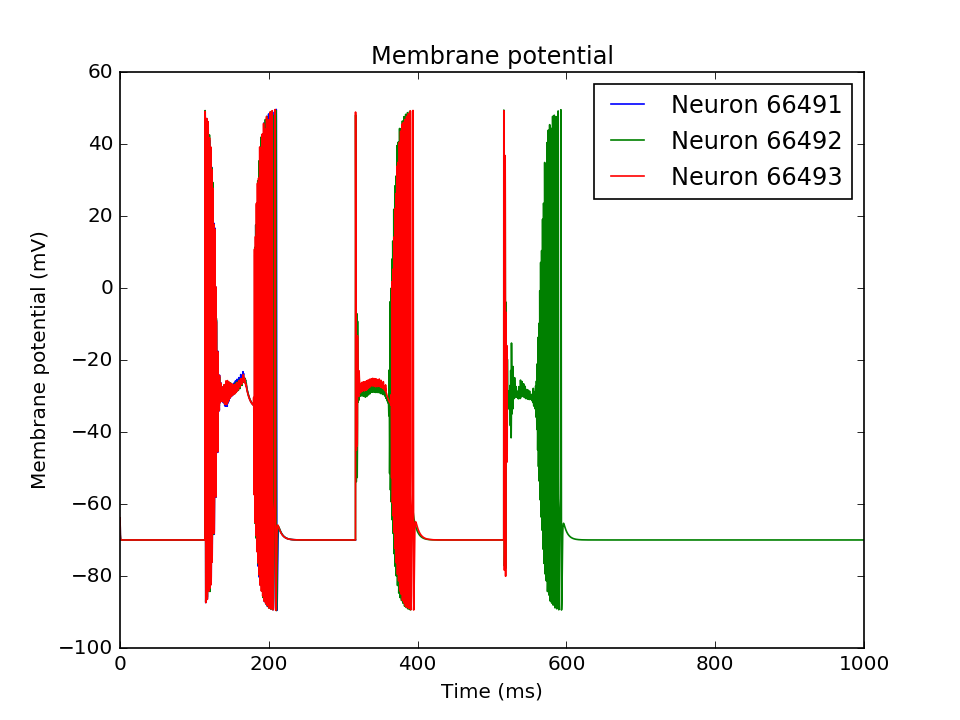 Membrane potential
60
40
20
0
−20
−40
−60
−80
−100
Membrane potential (mV)
Neuron 66491
Neuron 66492
Neuron 66493
0 200 400 600 800 1000
Time (ms)